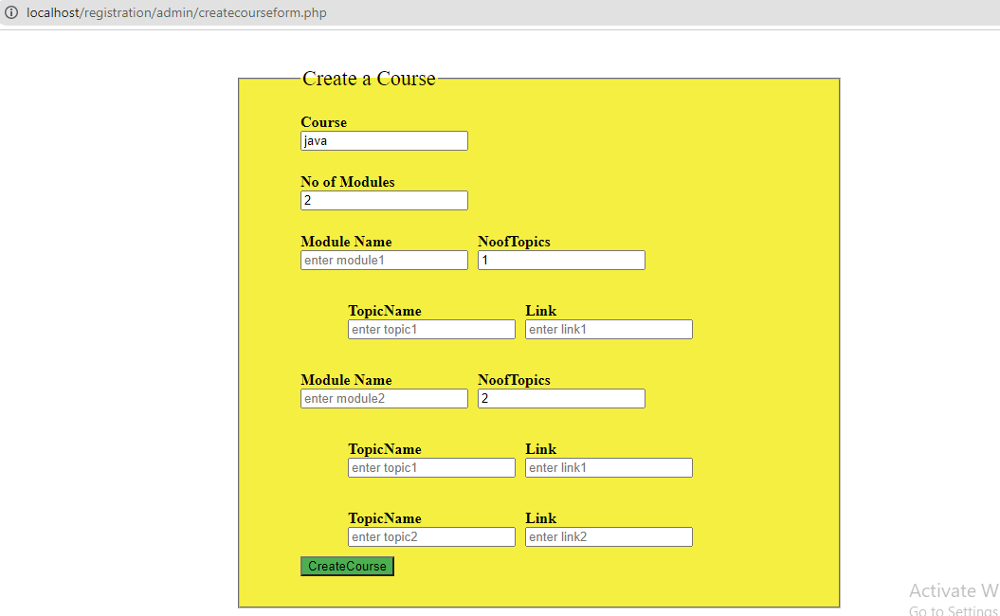 localhost/registration/admin/createcourseform.php
Create a Course
Course
java
No of Modules
2
Module Name NoofTopics
enter module1 1
TopicName Link
enter topic1 enter link1
Module Name NoofTopics
enter module2 2
TopicName Link
enter topic1 enter link1
TopicName Link
enter topic2 enter link2
CreateCourse
Activate W
Go to Settings